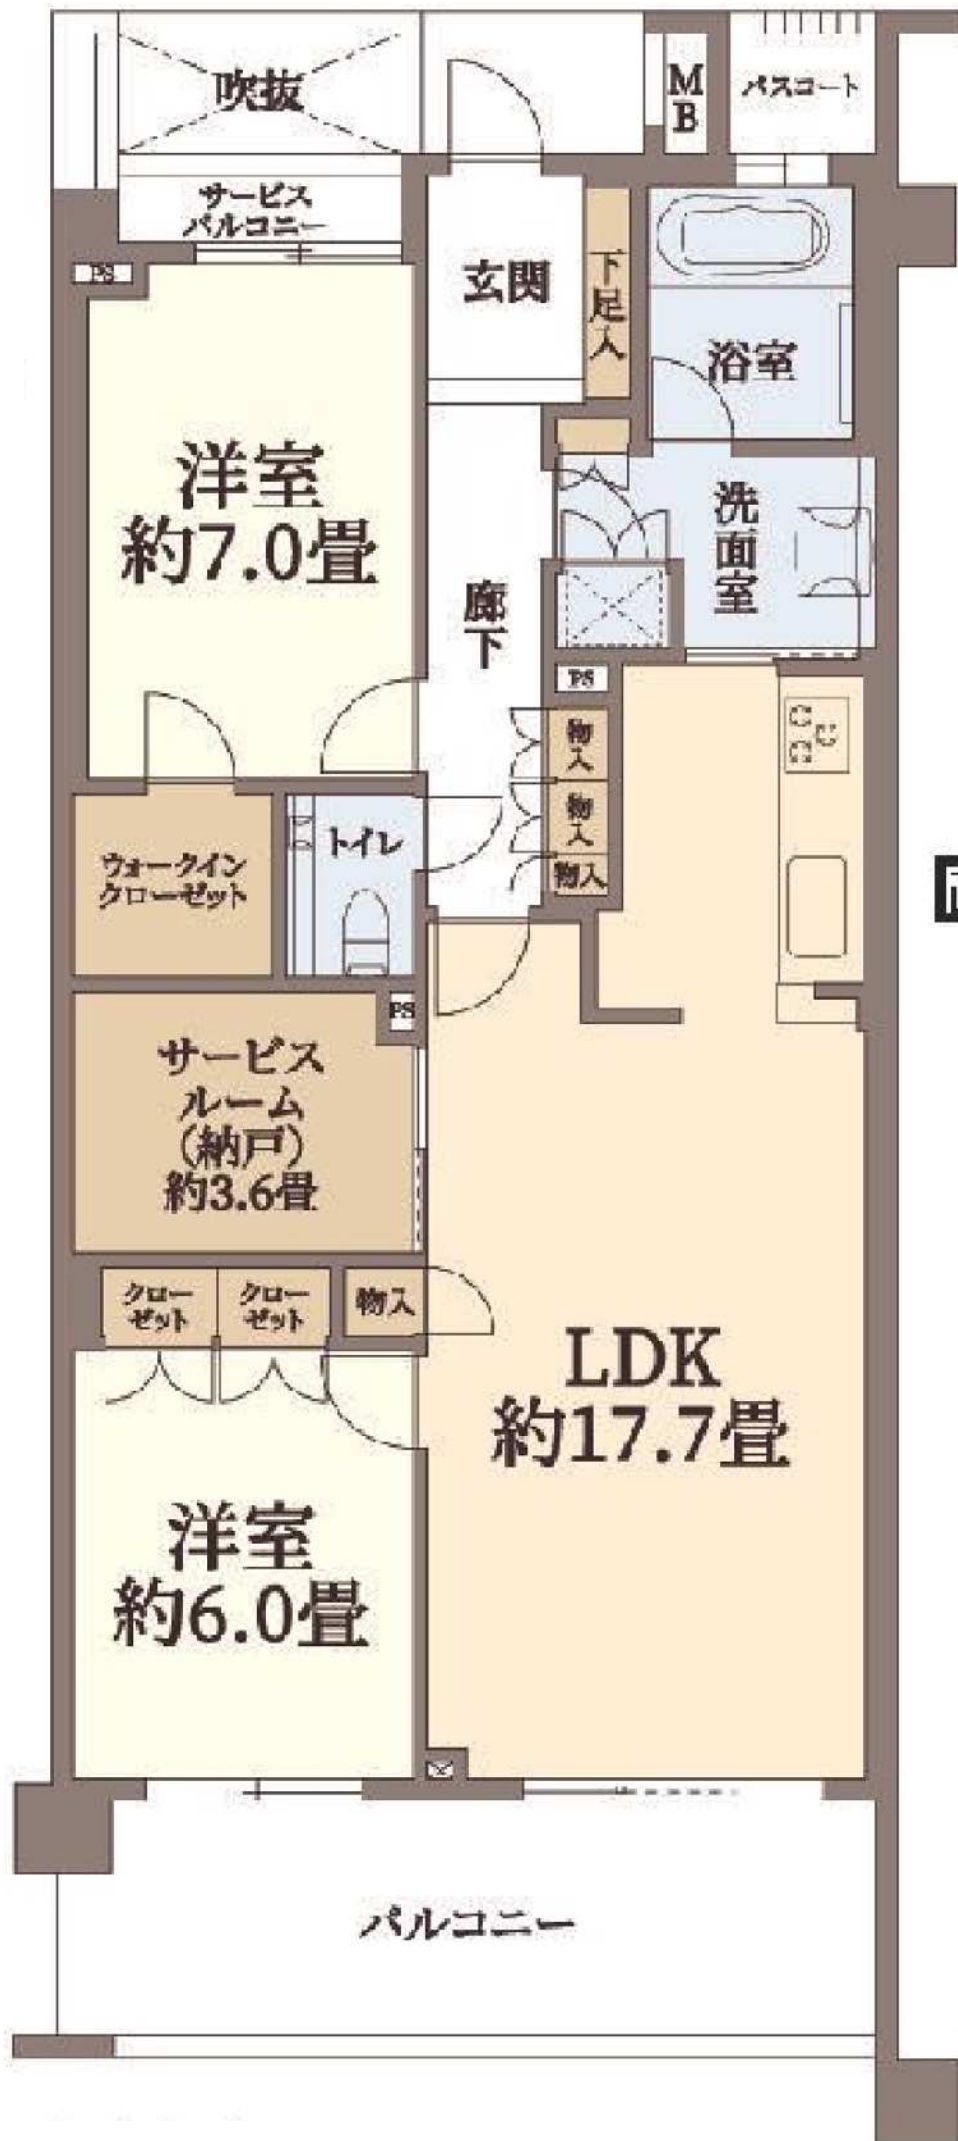 吹抜
MB
バスコート
サービス
バルコニー
PS
玄関
下足入
浴室
洋室
約7.0畳
洗面室
廊下
PS
物入
物入
物入
トイレ
ウォークイン
クローゼット
PS
サービス
ルーム
(納戸)
約3.6畳
クロー
ゼット
クロー
ゼット
物入
LDK
約17.7畳
洋室
約6.0畳
バルコニー